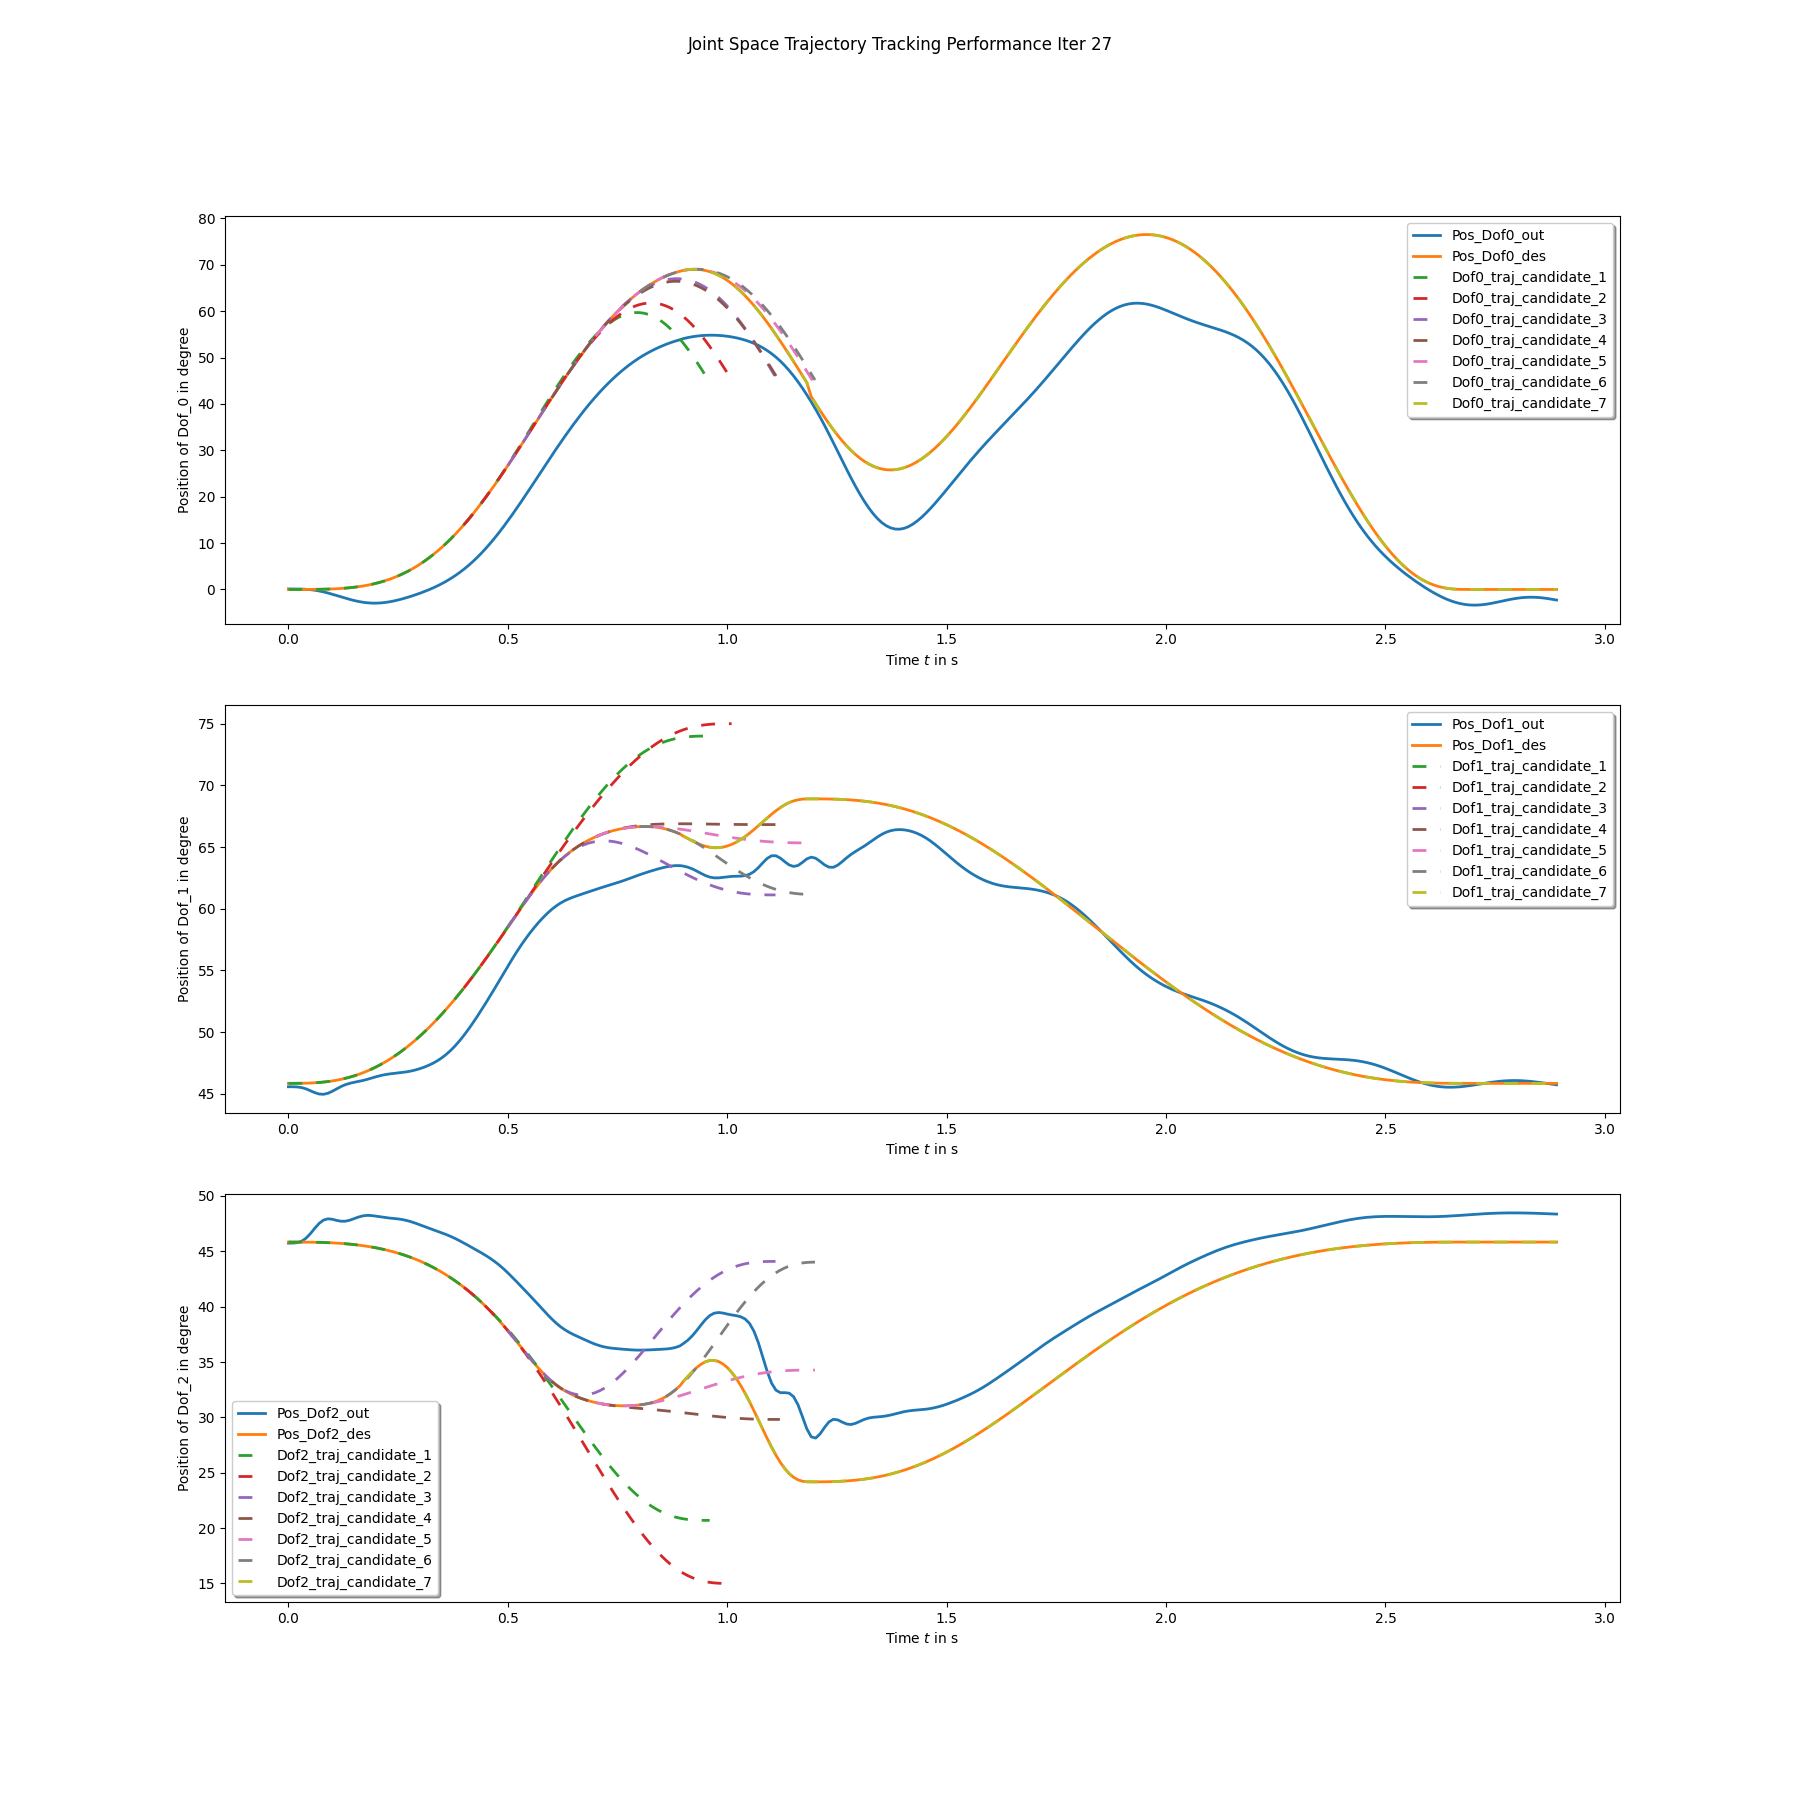 Joint Space Trajectory Tracking Performance Iter 27
Position of Dof_0 in degree
80
70
60
50
40
30
20
10
0
Pos_Dof0_out
Pos_Dof0_des
Dof0_traj_candidate_1
Dof0_traj_candidate_2
Dof0_traj_candidate_3
Dof0_traj_candidate_4
Dof0_traj_candidate_5
Dof0_traj_candidate_6
Dof0_traj_candidate_7
0.0 0.5 1.0 1.5 2.0 2.5 3.0
Time t in s
Position of Dof_1 in degree
75
70
65
60
55
50
45
Pos_Dof1_out
Pos_Dof1_des
Dof1_traj_candidate_1
Dof1_traj_candidate_2
Dof1_traj_candidate_3
Dof1_traj_candidate_4
Dof1_traj_candidate_5
Dof1_traj_candidate_6
Dof1_traj_candidate_7
0.0 0.5 1.0 1.5 2.0 2.5 3.0
Time t in s
Position of Dof_2 in degree
50
45
40
35
30
25
20
15
Pos_Dof2_out
Pos_Dof2_des
Dof2_traj_candidate_1
Dof2_traj_candidate_2
Dof2_traj_candidate_3
Dof2_traj_candidate_4
Dof2_traj_candidate_5
Dof2_traj_candidate_6
Dof2_traj_candidate_7
0.0 0.5 1.0 1.5 2.0 2.5 3.0
Time t in s